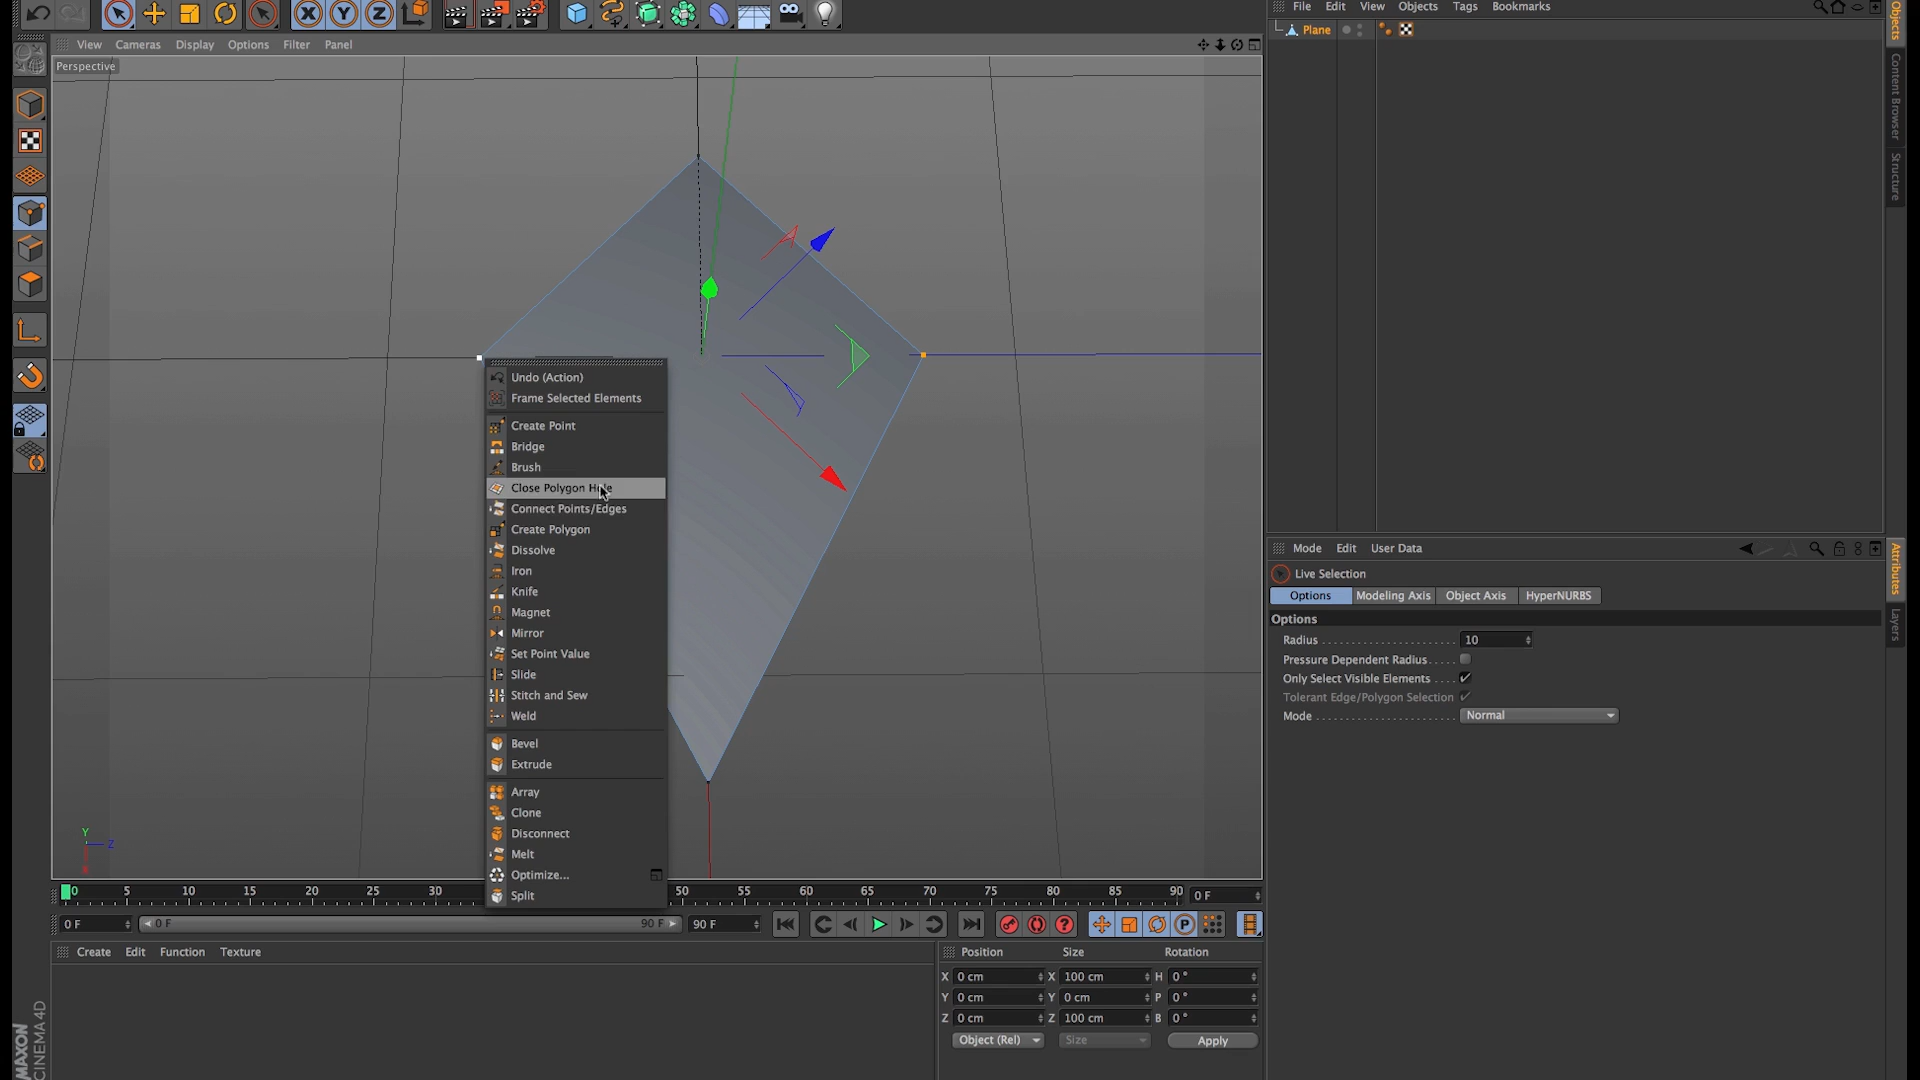 File Edit View Objects Tags Bookmarks
View Cameras Display Options Filter Panel
Perspective
Plane
Objects
Content Browser
Structure
Undo (Action)
Frame Selected Elements
Create Point
Bridge
Brush
Close Polygon Hole
Connect Points/Edges
Create Polygon
Dissolve
Iron
Knife
Magnet
Mirror
Set Point Value
Slide
Stitch and Sew
Weld
Bevel
Extrude
Array
Clone
Disconnect
Melt
Optimize...
Split
Mode Edit User Data
Live Selection
Options Modeling Axis Object Axis HyperNURBS
Options
Radius 10
Pressure Dependent Radius
Only Select Visible Elements
Tolerant Edge/Polygon Selection
Mode Normal
Attributes
Layers
Y
Z
0 5 10 15 20 25 30 50 55 60 65 70 75 80 85 90 0 F
0 F 0 F 90 F 90 F
Create Edit Function Texture
Position Size Rotation
X 0 cm X 100 cm H 0 °
Y 0 cm Y 0 cm P 0 °
Z 0 cm Z 100 cm B 0 °
Object (Rel) Size Apply
MAXON
CINEMA 4D